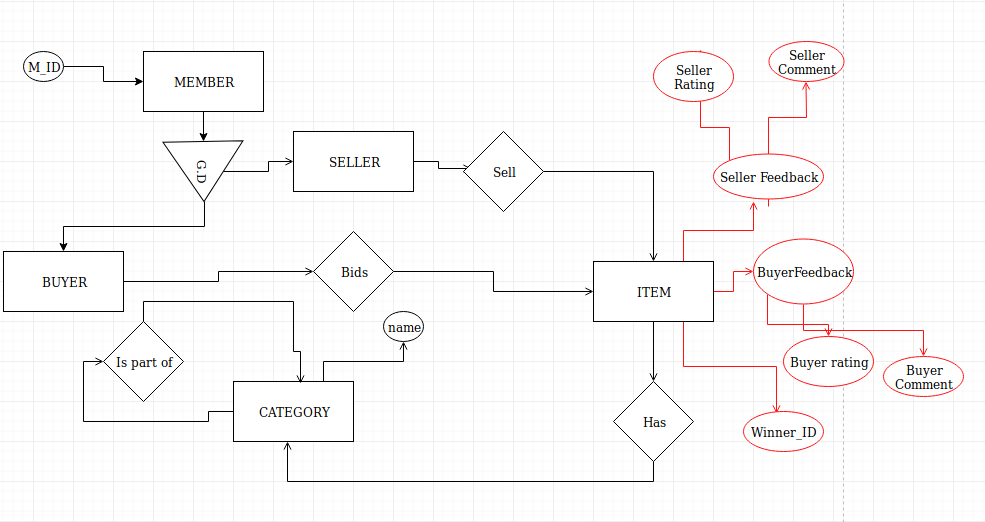 M_ID
MEMBER
Seller
Rating
Seller
Comment
G.D
SELLER
Sell
Seller Feedback
BUYER
Bids
ITEM
BuyerFeedback
name
Is part of
Buyer rating
Buyer
Comment
CATEGORY
Has
Winner_ID